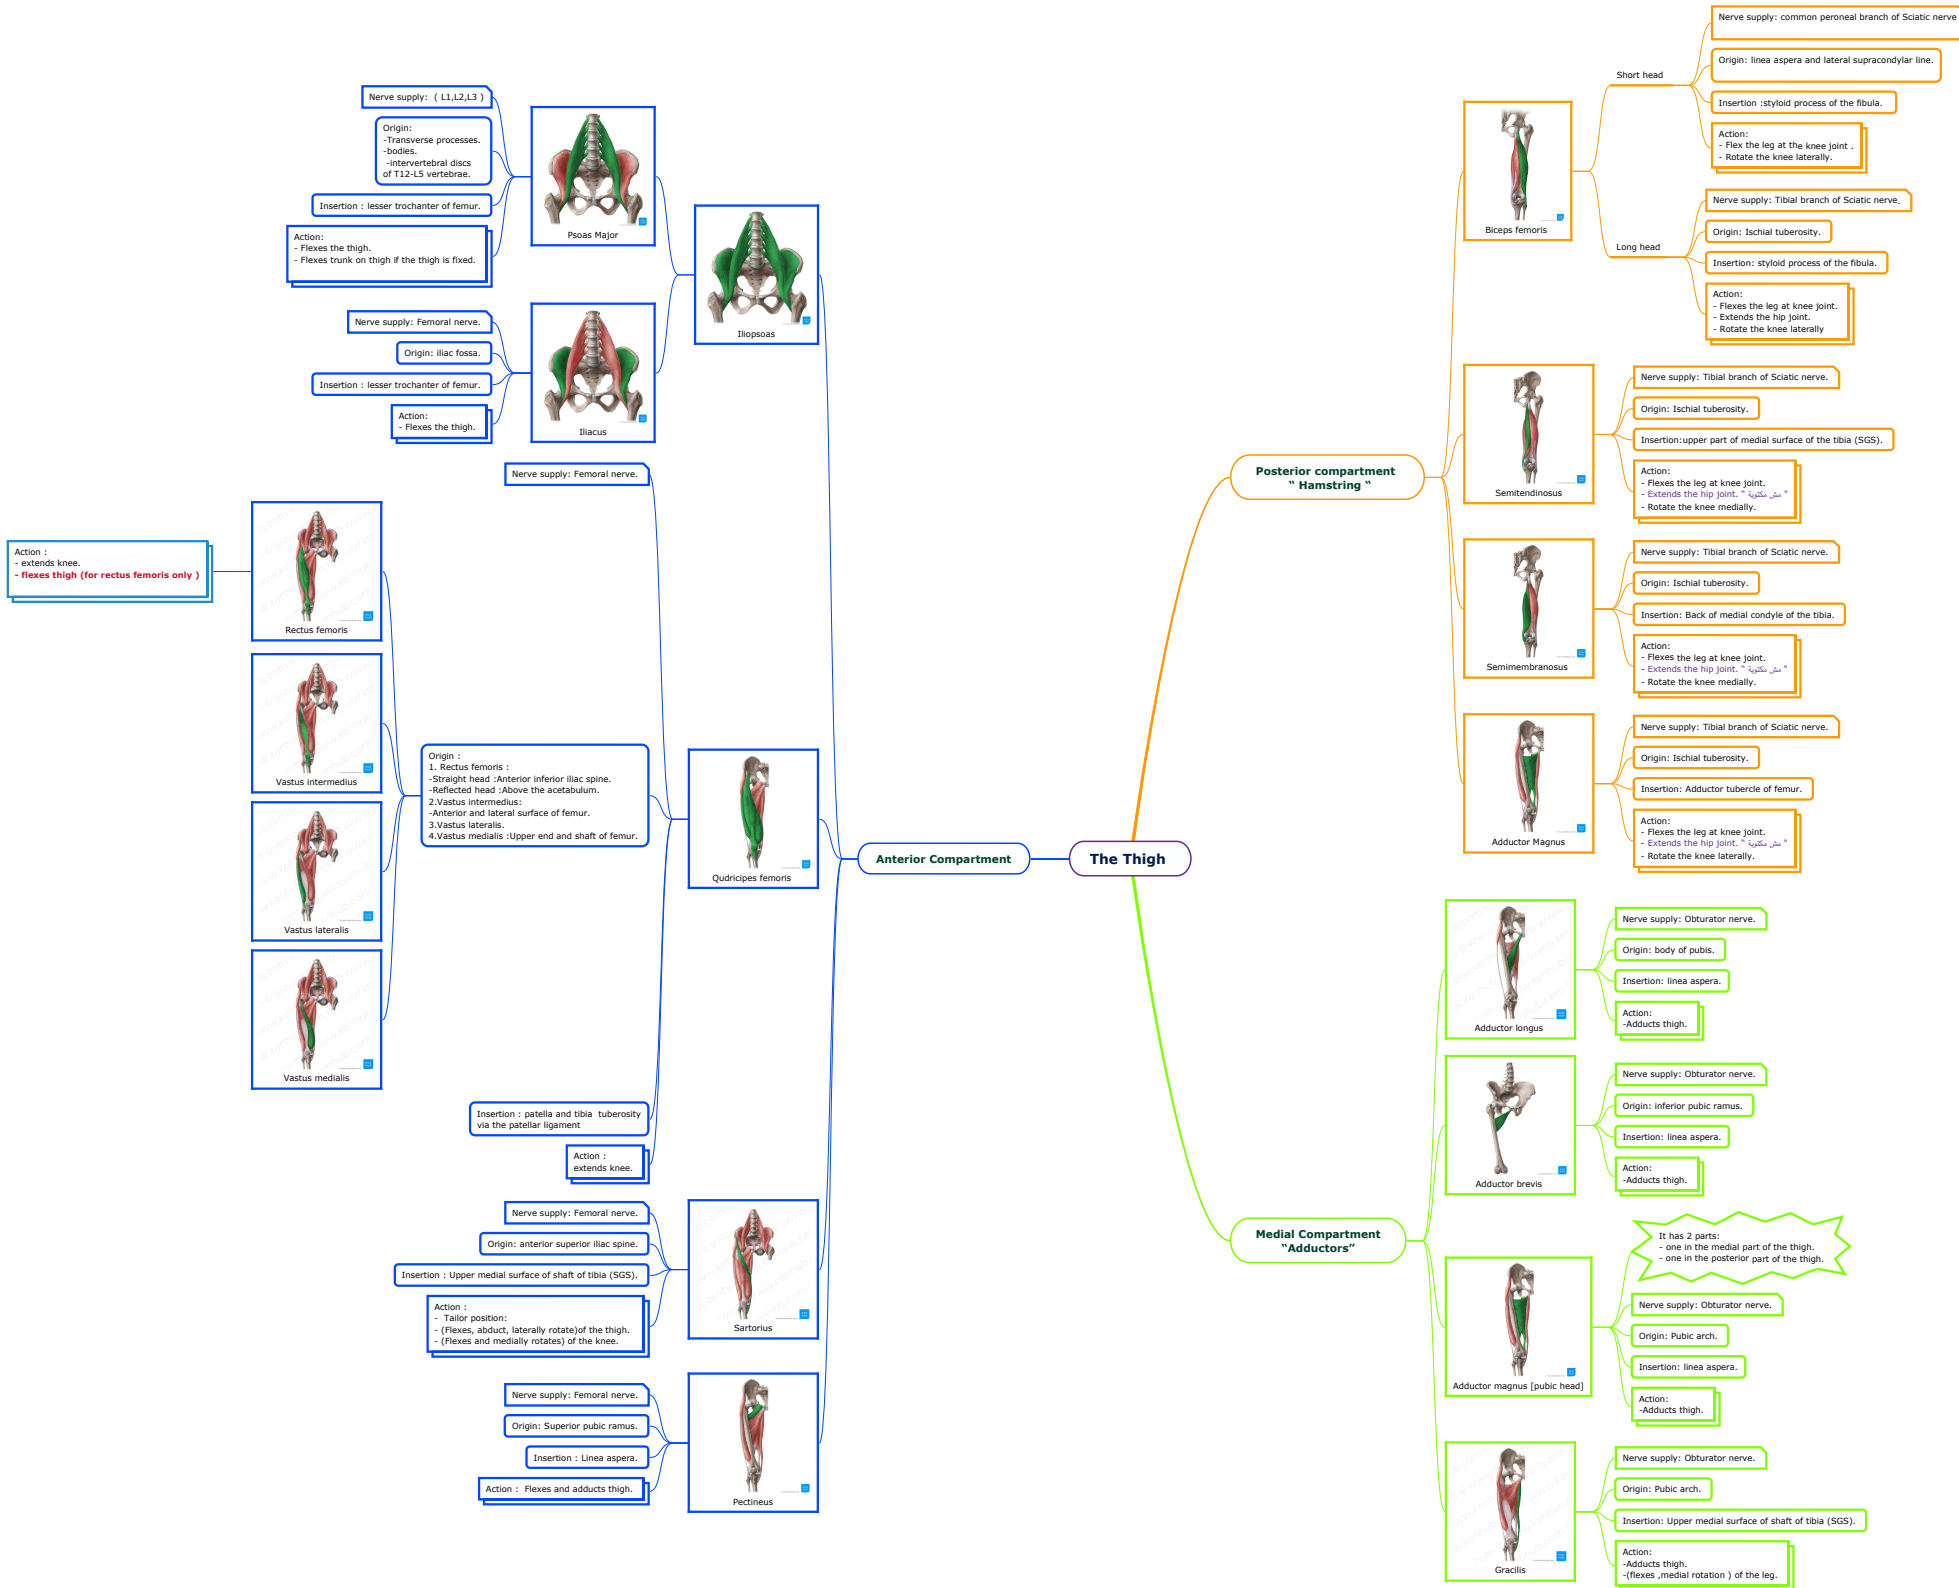 The Thigh
Anterior Compartment
Iliopsoas
Psoas Major
Nerve supply:  ( L1,L2,L3 )
Origin:
-Transverse processes.
-bodies.
-intervertebral discs
of T12-L5 vertebrae.
Insertion : lesser trochanter of femur.
Action:
- Flexes the thigh.
- Flexes trunk on thigh if the thigh is fixed.
Iliacus
Nerve supply: Femoral nerve.
Origin: iliac fossa.
Insertion : lesser trochanter of femur.
Action:
- Flexes the thigh.
Qudricipes femoris
Nerve supply: Femoral nerve.
Origin :
1. Rectus femoris :
-Straight head :Anterior inferior iliac spine.
-Reflected head :Above the acetabulum.
2.Vastus intermedius:
-Anterior and lateral surface of femur.
3.Vastus lateralis.
4.Vastus medialis :Upper end and shaft of femur.
Rectus femoris
Action :
- extends knee.
- flexes thigh (for rectus femoris only )
Vastus intermedius
Vastus lateralis
Vastus medialis
Insertion : patella and tibia  tuberosity
via the patellar ligament
Action :
extends knee.
Sartorius
Nerve supply: Femoral nerve.
Origin: anterior superior iliac spine.
Insertion : Upper medial surface of shaft of tibia (SGS).
Action :
-  Tailor position:
- (Flexes, abduct, laterally rotate)of the thigh.
- (Flexes and medially rotates) of the knee.
Pectineus
Nerve supply: Femoral nerve.
Origin: Superior pubic ramus.
Insertion : Linea aspera.
Action :  Flexes and adducts thigh.
Posterior compartment
“ Hamstring “
Biceps femoris
Short head
Nerve supply: common peroneal branch of Sciatic nerve
Origin: linea aspera and lateral supracondylar line.
Insertion :styloid process of the fibula.
Action:
- Flex the leg at the knee joint .
- Rotate the knee laterally.
Long head
Nerve supply: Tibial branch of Sciatic nerve.
Origin: Ischial tuberosity.
Insertion: styloid process of the fibula.
Action:
- Flexes the leg at knee joint.
- Extends the hip joint.
- Rotate the knee laterally
Semitendinosus
Nerve supply: Tibial branch of Sciatic nerve.
Origin: Ischial tuberosity.
Insertion:upper part of medial surface of the tibia (SGS).
Action:
- Flexes the leg at knee joint.
- Extends the hip joint. “ مش مكتوبة “
- Rotate the knee medially.
Semimembranosus
Nerve supply: Tibial branch of Sciatic nerve.
Origin: Ischial tuberosity.
Insertion: Back of medial condyle of the tibia.
Action:
- Flexes the leg at knee joint.
- Extends the hip joint. “ مش مكتوبة “
- Rotate the knee medially.
Adductor Magnus
Nerve supply: Tibial branch of Sciatic nerve.
Origin: Ischial tuberosity.
Insertion: Adductor tubercle of femur.
Action:
- Flexes the leg at knee joint.
- Extends the hip joint. “ مش مكتوبة “
- Rotate the knee laterally.
Medial Compartment
“Adductors”
Adductor longus
Nerve supply: Obturator nerve.
Origin: body of pubis.
Insertion: linea aspera.
Action:
-Adducts thigh.
Adductor brevis
Nerve supply: Obturator nerve.
Origin: inferior pubic ramus.
Insertion: linea aspera.
Action:
-Adducts thigh.
Adductor magnus [pubic head]
It has 2 parts:
- one in the medial part of the thigh.
- one in the posterior part of the thigh.
Nerve supply: Obturator nerve.
Origin: Pubic arch.
Insertion: linea aspera.
Action:
-Adducts thigh.
Gracilis
Nerve supply: Obturator nerve.
Origin: Pubic arch.
Insertion: Upper medial surface of shaft of tibia (SGS).
Action:
-Adducts thigh.
-(flexes ,medial rotation ) of the leg.